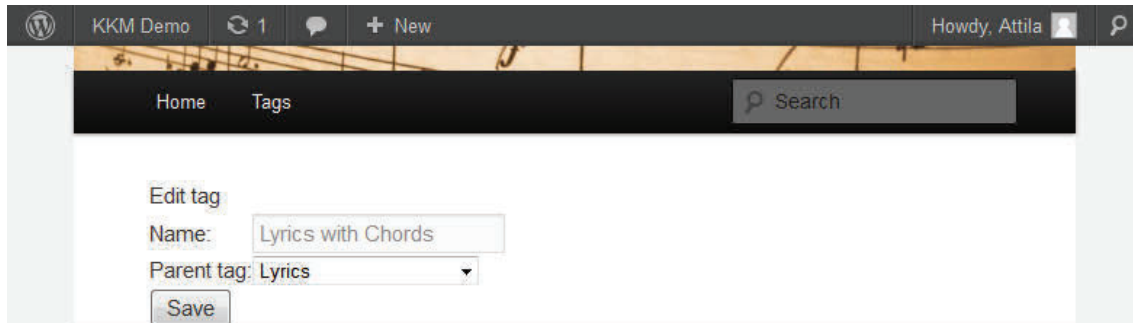 KKM Demo 1 New Howdy, Attila
Home Tags Search
Edit tag
Name: Lyrics with Chords
Parent tag: Lyrics
Save